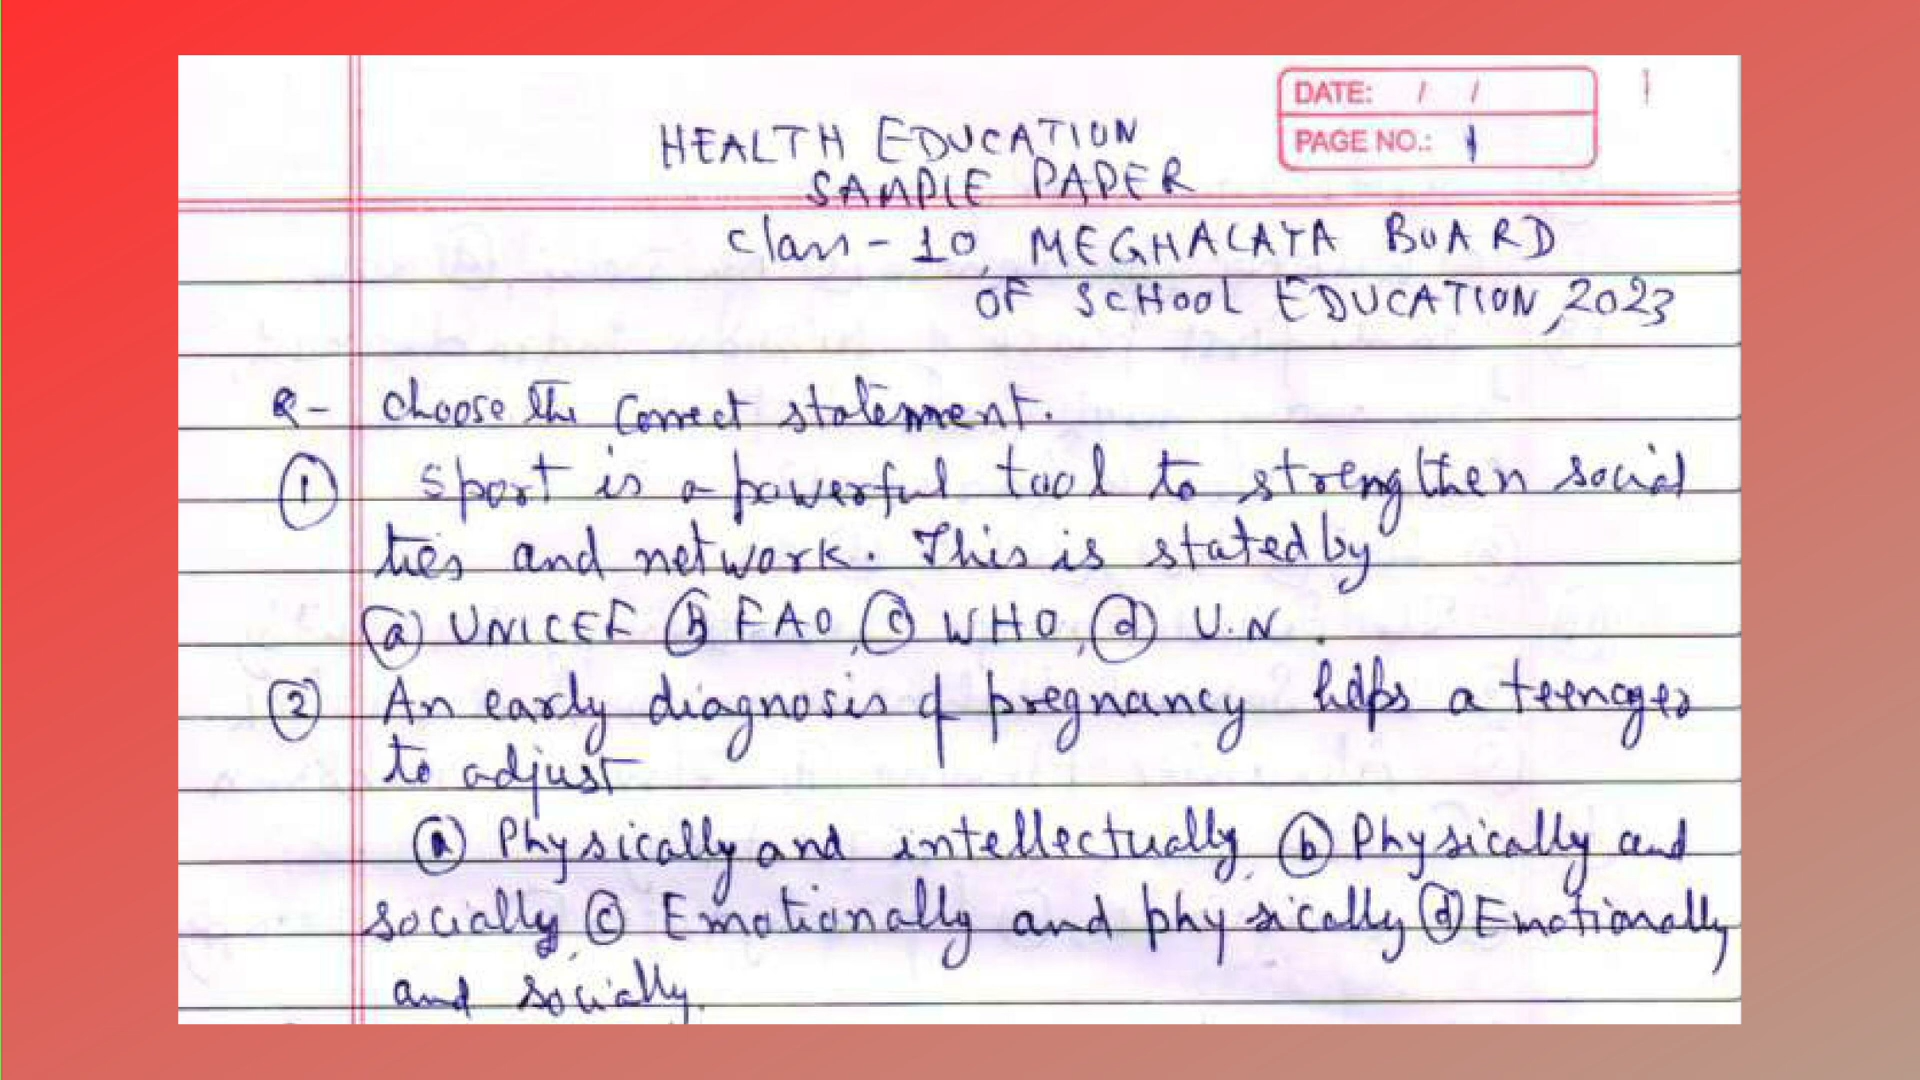 DATE: / /
PAGE NO.: 1
1
HEALTH EDUCATION
SAMPLE PAPER
Class - 10, MEGHALAYA BOARD
OF SCHOOL EDUCATION, 2023
Q- Choose the correct statement.
① Sport is a powerful tool to strengthen social
ties and network. This is stated by
ⓐ UNICEF ⓑ FAO, ⓒ WHO, ⓓ U.N.
② An early diagnosis of pregnancy helps a teenager
to adjust
ⓐ Physically and intellectually, ⓑ Physically and
socially, ⓒ Emotionally and physically ⓓ Emotionally
and socially.